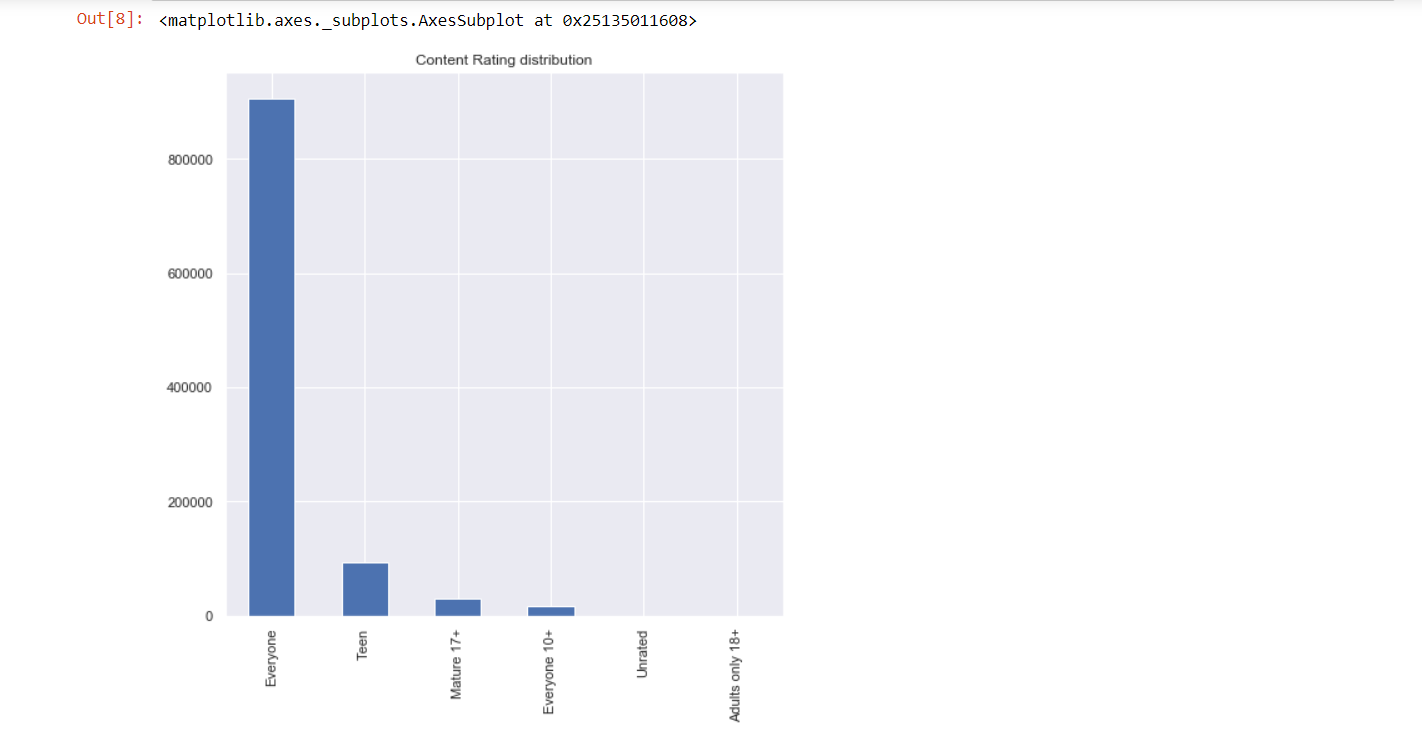 Out[8]: <matplotlib.axes._subplots.AxesSubplot at 0x25135011608>
Content Rating distribution
800000
600000
400000
200000
0
Everyone
Teen
Mature 17+
Everyone 10+
Unrated
Adults only 18+